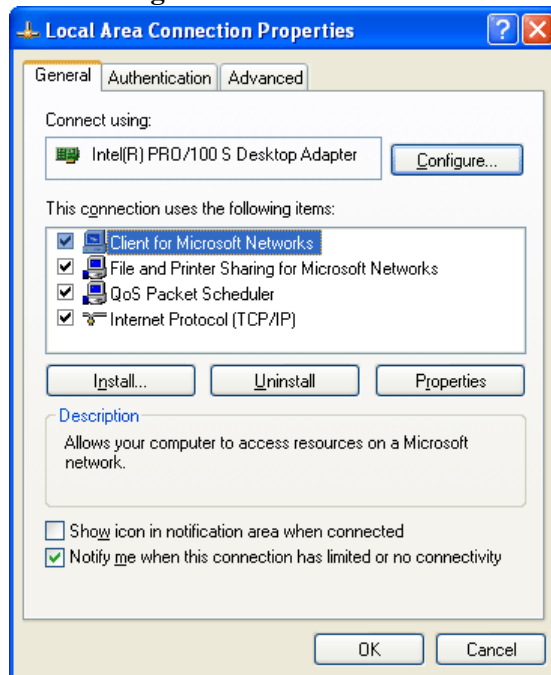 Local Area Connection Properties
General Authentication Advanced
Connect using:
Intel(R) PRO/100 S Desktop Adapter Configure...
This connection uses the following items:
Client for Microsoft Networks
File and Printer Sharing for Microsoft Networks
QoS Packet Scheduler
Internet Protocol (TCP/IP)
Install... Uninstall Properties
Description
Allows your computer to access resources on a Microsoft
network.
Show icon in notification area when connected
Notify me when this connection has limited or no connectivity
OK Cancel